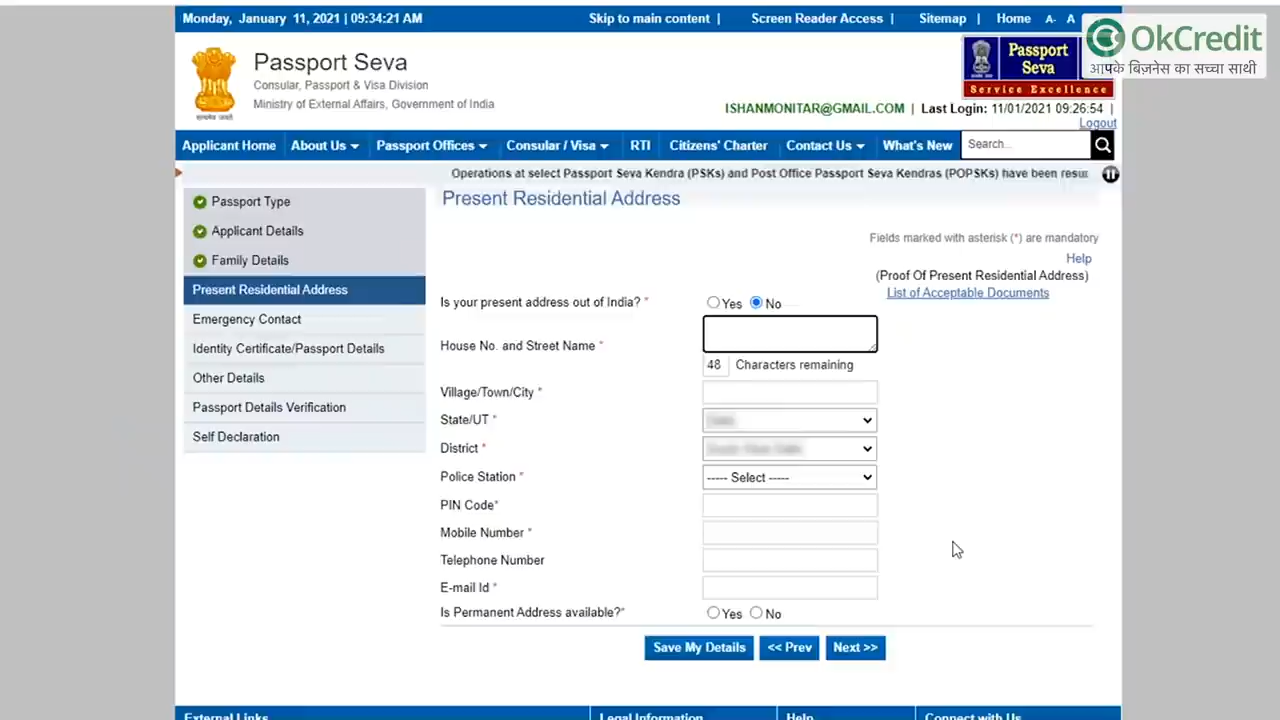 Monday, January 11, 2021 | 09:34:21 AM
Skip to main content | Screen Reader Access | Sitemap | Home A- A
OkCredit
आपके बिज़नेस का सच्चा साथी
Passport Seva
Consular, Passport & Visa Division
Ministry of External Affairs, Government of India
सत्यमेव जयते
Passport
Seva
Service Excellence
ISHANMONITAR@GMAIL.COM | Last Login: 11/01/2021 09:26:54 |
Logout
Applicant Home About Us Passport Offices Consular / Visa RTI Citizens' Charter Contact Us What's New Search...
Operations at select Passport Seva Kendra (PSKs) and Post Office Passport Seva Kendras (POPSKs) have been
Passport Type
Applicant Details
Family Details
Present Residential Address
Emergency Contact
Identity Certificate/Passport Details
Other Details
Passport Details Verification
Self Declaration
Present Residential Address
Fields marked with asterisk (*) are mandatory
Help
(Proof Of Present Residential Address)
List of Acceptable Documents
Is your present address out of India? * Yes No
House No. and Street Name *
48 Characters remaining
Village/Town/City *
State/UT *
District *
Police Station * ----- Select -----
PIN Code*
Mobile Number *
Telephone Number
E-mail Id *
Is Permanent Address available?* Yes No
Save My Details << Prev Next >>
External Links Legal Information Help Connect with Us